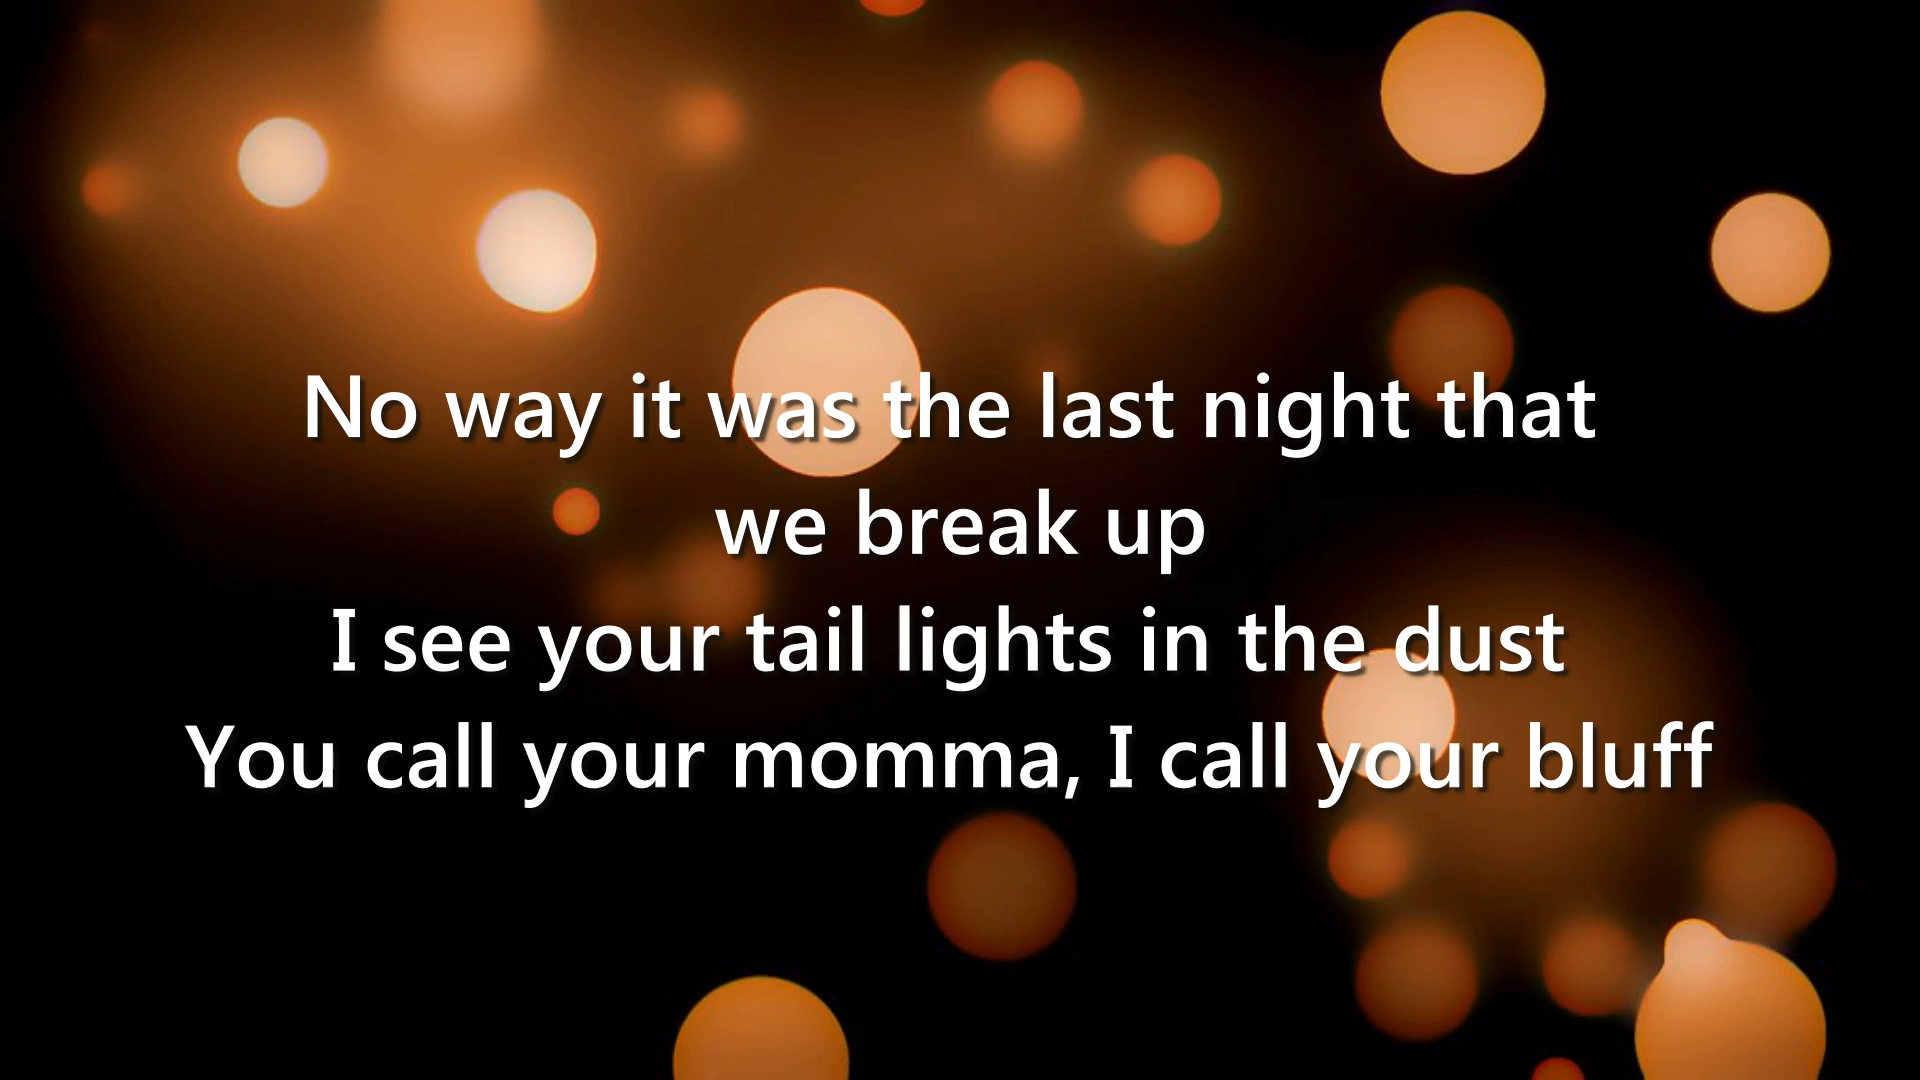 No way it was the last night that
we break up
I see your tail lights in the dust
You call your momma, I call your bluff